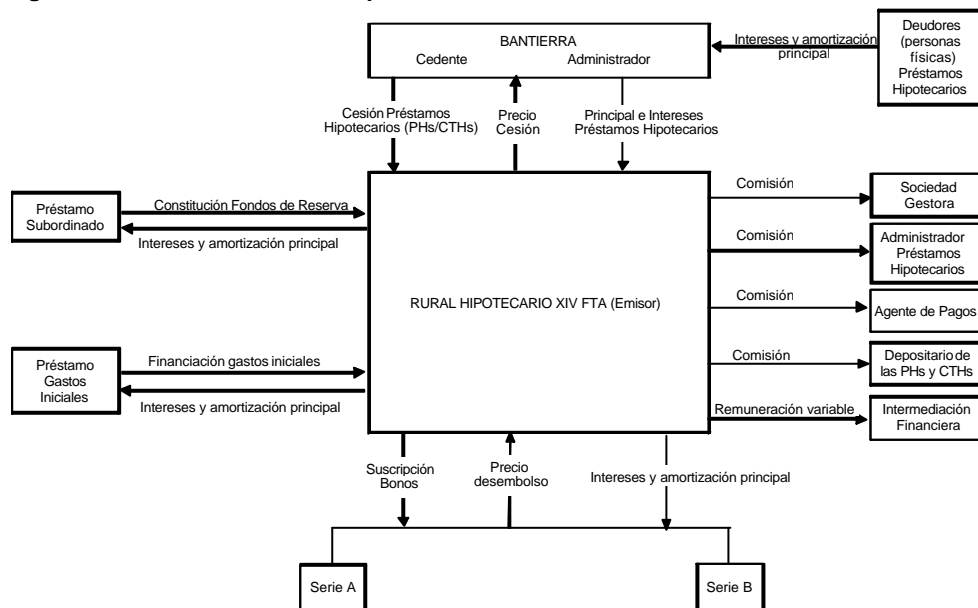 BANTIERRA
Cedente
Administrador
Intereses y amortización
principal
Deudores
(personas
físicas)
Préstamos
Hipotecarios
Cesión Préstamos
Hipotecarios (PHs/CTHs)
Precio
Cesión
Principal e Intereses
Préstamos Hipotecarios
Préstamo
Subordinado
Constitución Fondos de Reserva
Intereses y amortización principal
Comisión
Sociedad
Gestora
Comisión
Administrador
Préstamos
Hipotecarios
RURAL HIPOTECARIO XIV FTA (Emisor)
Comisión
Agente de Pagos
Préstamo
Gastos
Iniciales
Financiación gastos iniciales
Intereses y amortización principal
Comisión
Depositario de
las PHs y CTHs
Remuneración variable
Intermediación
Financiera
Suscripción
Bonos
Precio
desembolso
Intereses y amortización principal
Serie A
Serie B